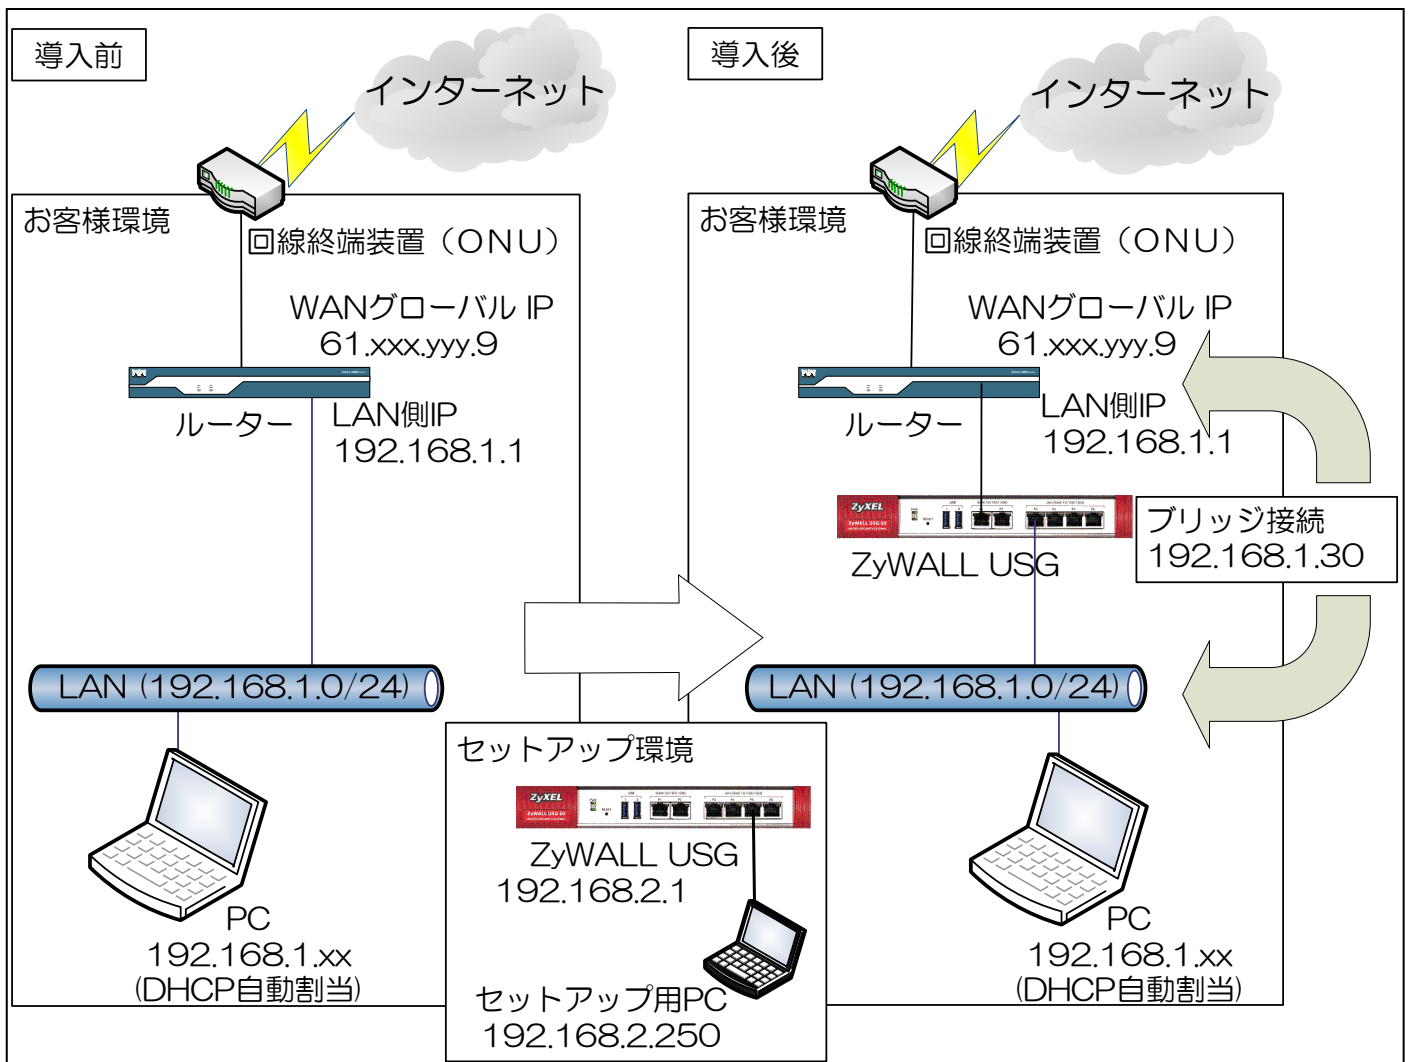 導入前
インターネット
お客様環境
回線終端装置（ONU）
WANグローバル IP
61.xxx.yyy.9
ルーター
LAN側IP
192.168.1.1
LAN (192.168.1.0/24)
PC
192.168.1.xx
(DHCP自動割当)
セットアップ環境
ZyXEL
ZyWALL USG 50
ZyWALL USG
192.168.2.1
セットアップ用PC
192.168.2.250
導入後
インターネット
お客様環境
回線終端装置（ONU）
WANグローバル IP
61.xxx.yyy.9
ルーター
LAN側IP
192.168.1.1
ZyXEL
ZyWALL USG 50
ZyWALL USG
ブリッジ接続
192.168.1.30
LAN (192.168.1.0/24)
PC
192.168.1.xx
(DHCP自動割当)